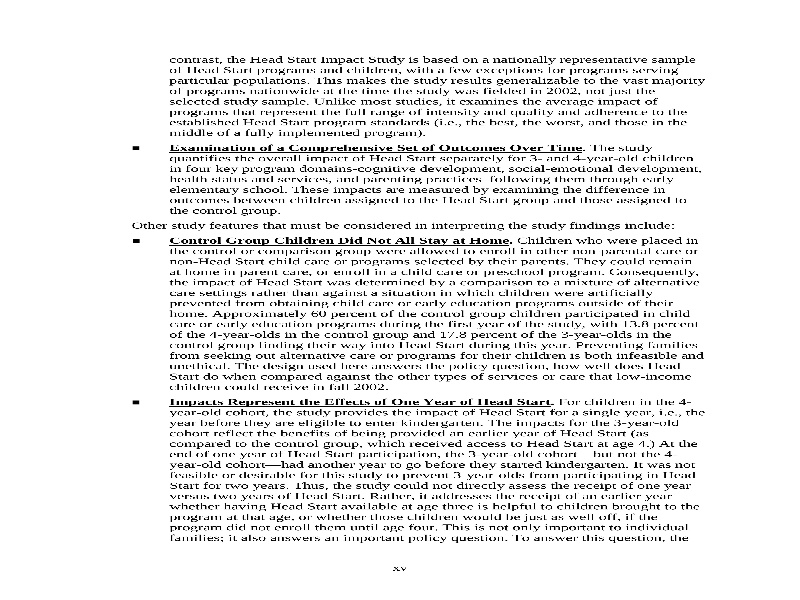 contrast, the Head Start Impact Study is based on a nationally representative sample
of Head Start programs and children, with a few exceptions for programs serving
particular populations. This makes the study results generalizable to the vast majority
of programs nationwide at the time the study was fielded in 2002, not just the
selected study sample. Unlike most studies, it examines the average impact of
programs that represent the full range of intensity and quality and adherence to the
established Head Start program standards (i.e., the best, the worst, and those in the
middle of a fully implemented program).
▪ Examination of a Comprehensive Set of Outcomes Over Time. The study
quantifies the overall impact of Head Start separately for 3- and 4-year-old children
in four key program domains-cognitive development, social-emotional development,
health status and services, and parenting practices- following them through early
elementary school. These impacts are measured by examining the difference in
outcomes between children assigned to the Head Start group and those assigned to
the control group.
Other study features that must be considered in interpreting the study findings include:
▪ Control Group Children Did Not All Stay at Home. Children who were placed in
the control or comparison group were allowed to enroll in other non-parental care or
non-Head Start child care or programs selected by their parents. They could remain
at home in parent care, or enroll in a child care or preschool program. Consequently,
the impact of Head Start was determined by a comparison to a mixture of alternative
care settings rather than against a situation in which children were artificially
prevented from obtaining child care or early education programs outside of their
home. Approximately 60 percent of the control group children participated in child
care or early education programs during the first year of the study, with 13.8 percent
of the 4-year-olds in the control group and 17.8 percent of the 3-year-olds in the
control group finding their way into Head Start during this year. Preventing families
from seeking out alternative care or programs for their children is both infeasible and
unethical. The design used here answers the policy question, how well does Head
Start do when compared against the other types of services or care that low-income
children could receive in fall 2002.
▪ Impacts Represent the Effects of One Year of Head Start. For children in the 4-
year-old cohort, the study provides the impact of Head Start for a single year, i.e., the
year before they are eligible to enter kindergarten. The impacts for the 3-year-old
cohort reflect the benefits of being provided an earlier year of Head Start (as
compared to the control group, which received access to Head Start at age 4.) At the
end of one year of Head Start participation, the 3-year-old cohort—but not the 4-
year-old cohort—had another year to go before they started kindergarten. It was not
feasible or desirable for this study to prevent 3-year-olds from participating in Head
Start for two years. Thus, the study could not directly assess the receipt of one year
versus two years of Head Start. Rather, it addresses the receipt of an earlier year-
whether having Head Start available at age three is helpful to children brought to the
program at that age, or whether those children would be just as well off, if the
program did not enroll them until age four. This is not only important to individual
families; it also answers an important policy question. To answer this question, the
xv